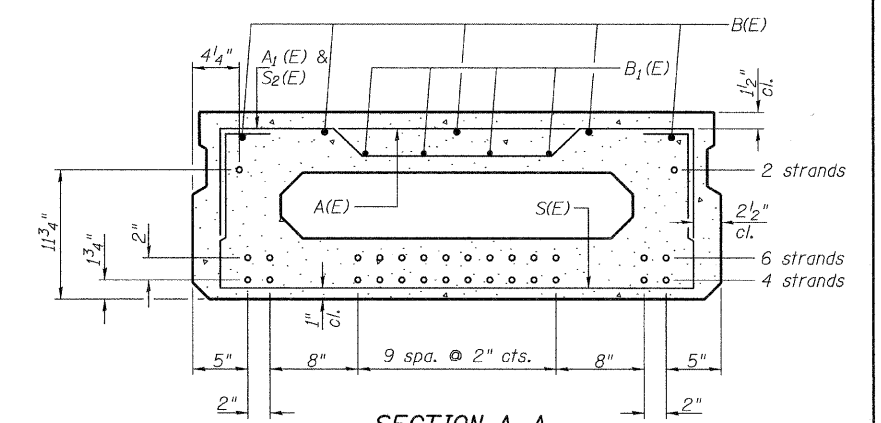 B(E)
4¼"
A₁(E) &
S₂(E)
B₁(E)
1½"
cl.
2 strands
11¾"
A(E)
S(E)
2½"
cl.
2"
1¾"
6 strands
4 strands
1"
cl.
5"
8"
9 spa. @ 2" cts.
8"
5"
2"
2"
SECTION A-A